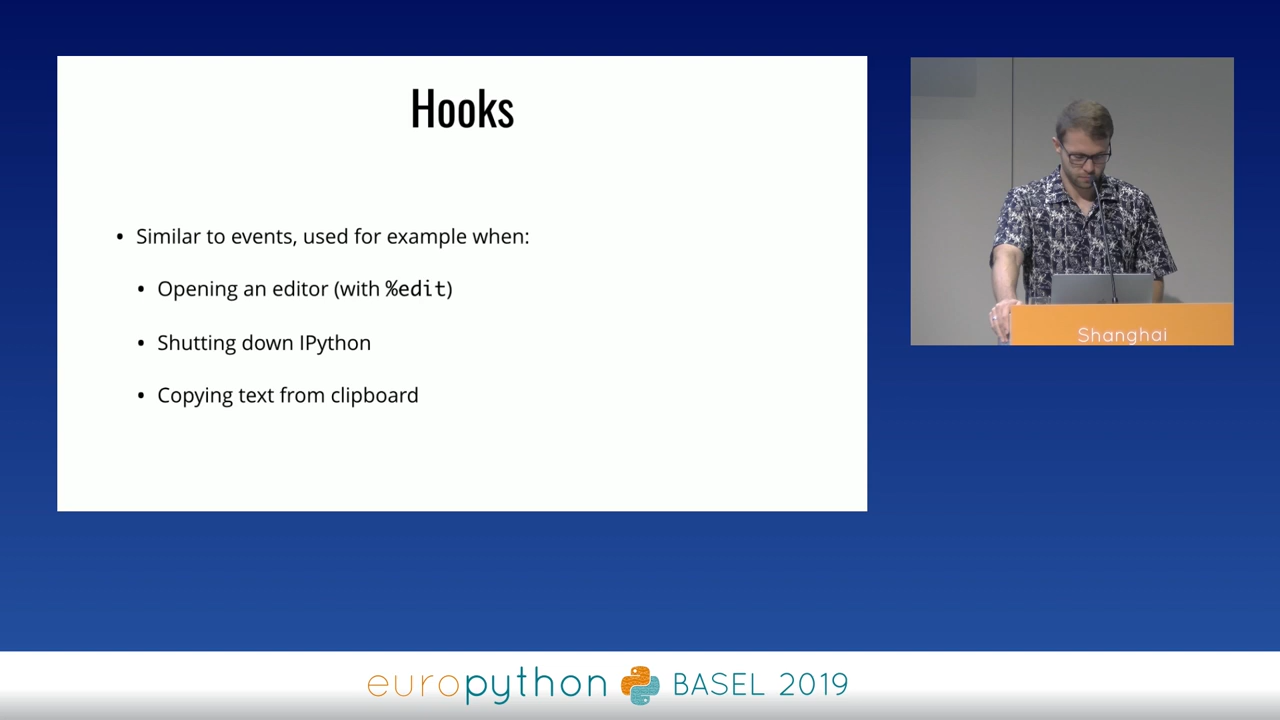 Hooks
• Similar to events, used for example when:
• Opening an editor (with %edit)
• Shutting down IPython
• Copying text from clipboard
Shanghai
europython BASEL 2019